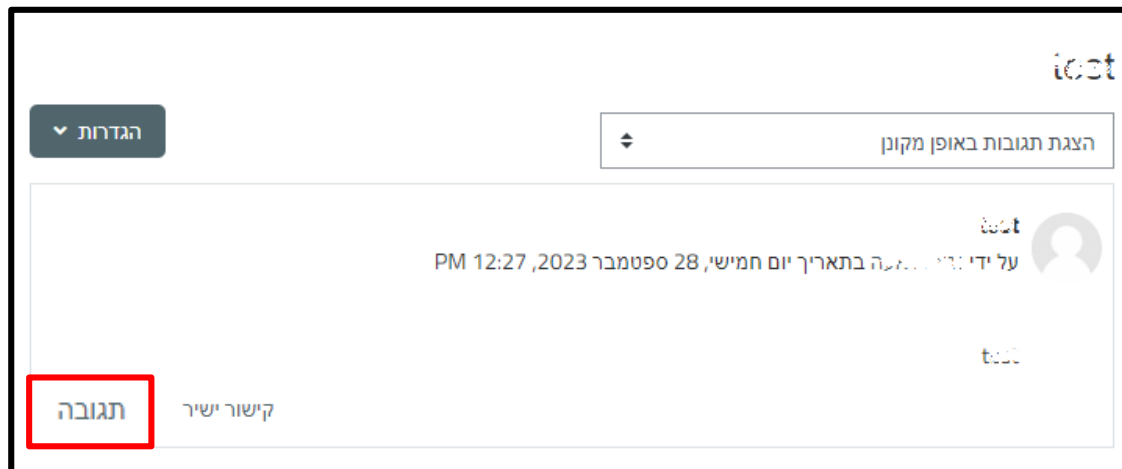 הצגת תגובות באופן מקונן
הגדרות
על ידי בתאריך יום חמישי, 28 ספטמבר 2023, 12:27 PM
קישור ישיר
תגובה